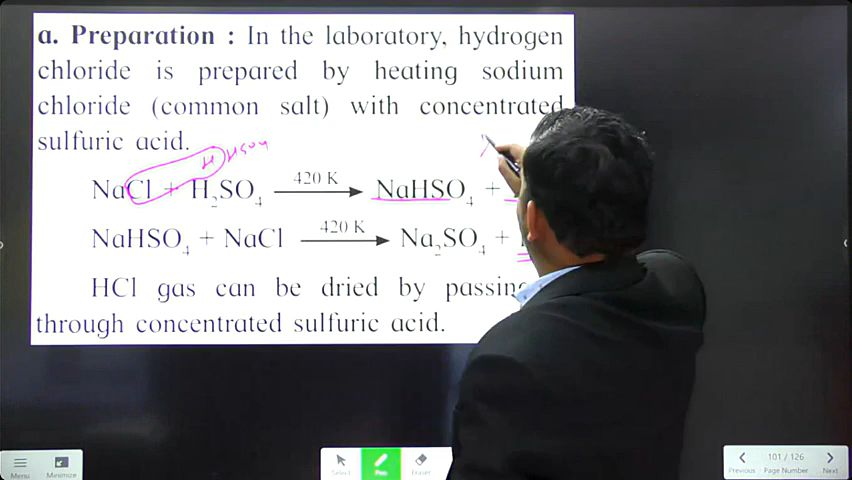 a. Preparation : In the laboratory, hydrogen
chloride is prepared by heating sodium
chloride (common salt) with concentrated
sulfuric acid.
H HSO4
NaCl + H₂SO₄ 420 K → NaHSO₄ +
NaHSO₄ + NaCl 420 K → Na₂SO₄ +
HCl gas can be dried by passing
through concentrated sulfuric acid.
Menu Minimize Select Pen Eraser Previous 101 / 126 Page Number Next